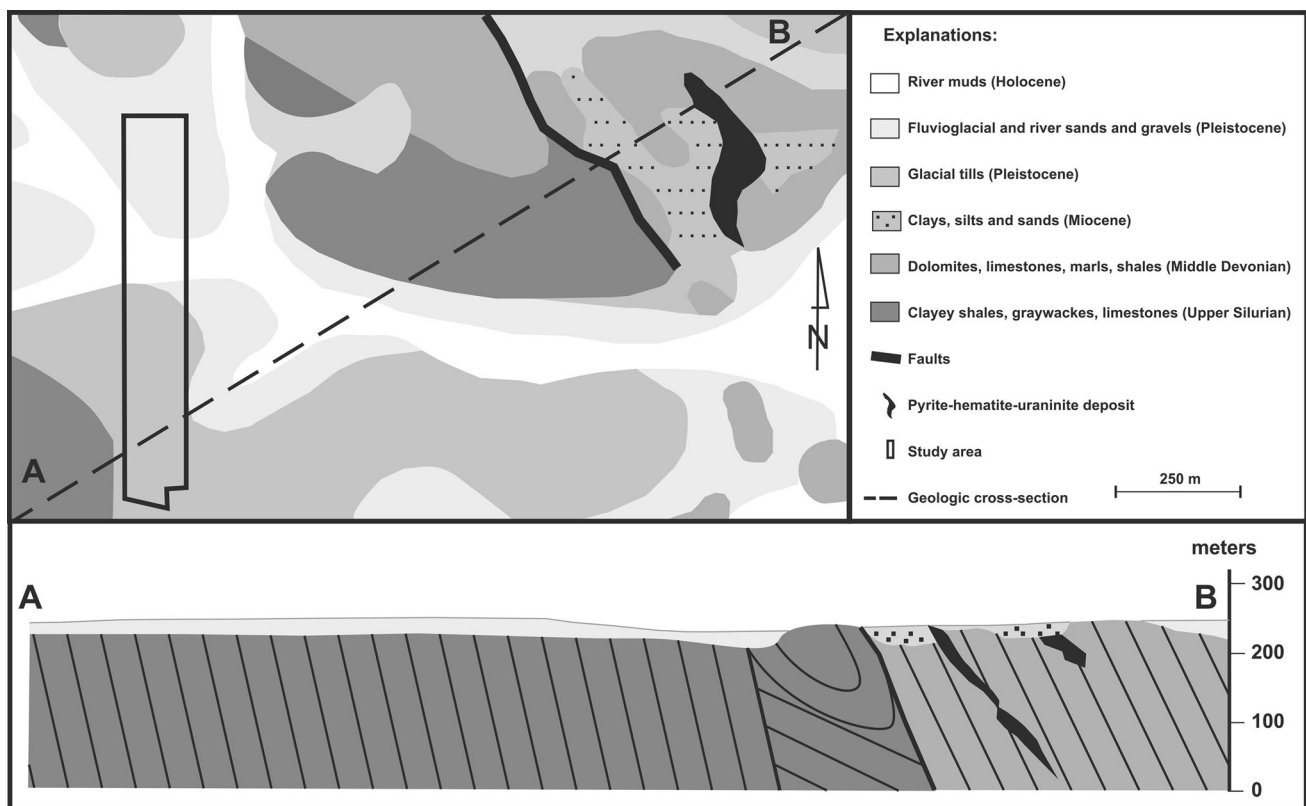 B
A
N
Explanations:
River muds (Holocene)
Fluvioglacial and river sands and gravels (Pleistocene)
Glacial tills (Pleistocene)
Clays, silts and sands (Miocene)
Dolomites, limestones, marls, shales (Middle Devonian)
Clayey shales, graywackes, limestones (Upper Silurian)
Faults
Pyrite-hematite-uraninite deposit
Study area
250 m
Geologic cross-section
meters
A
B
300
200
100
0